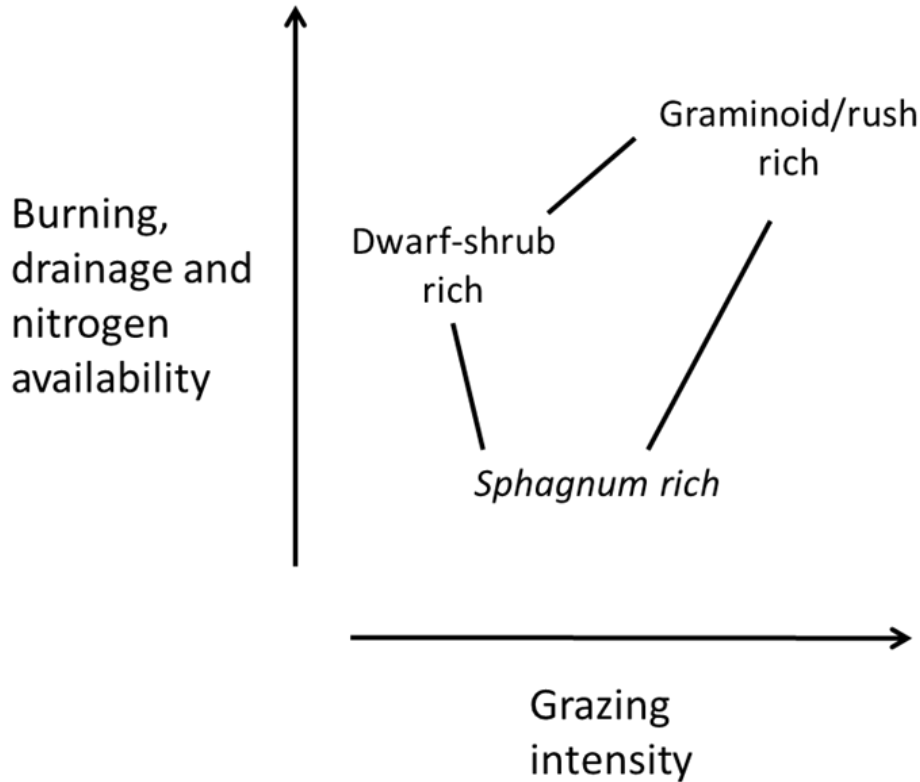 Graminoid/rush
rich
Burning,
drainage and
nitrogen
availability
Dwarf-shrub
rich
Sphagnum rich
Grazing
intensity